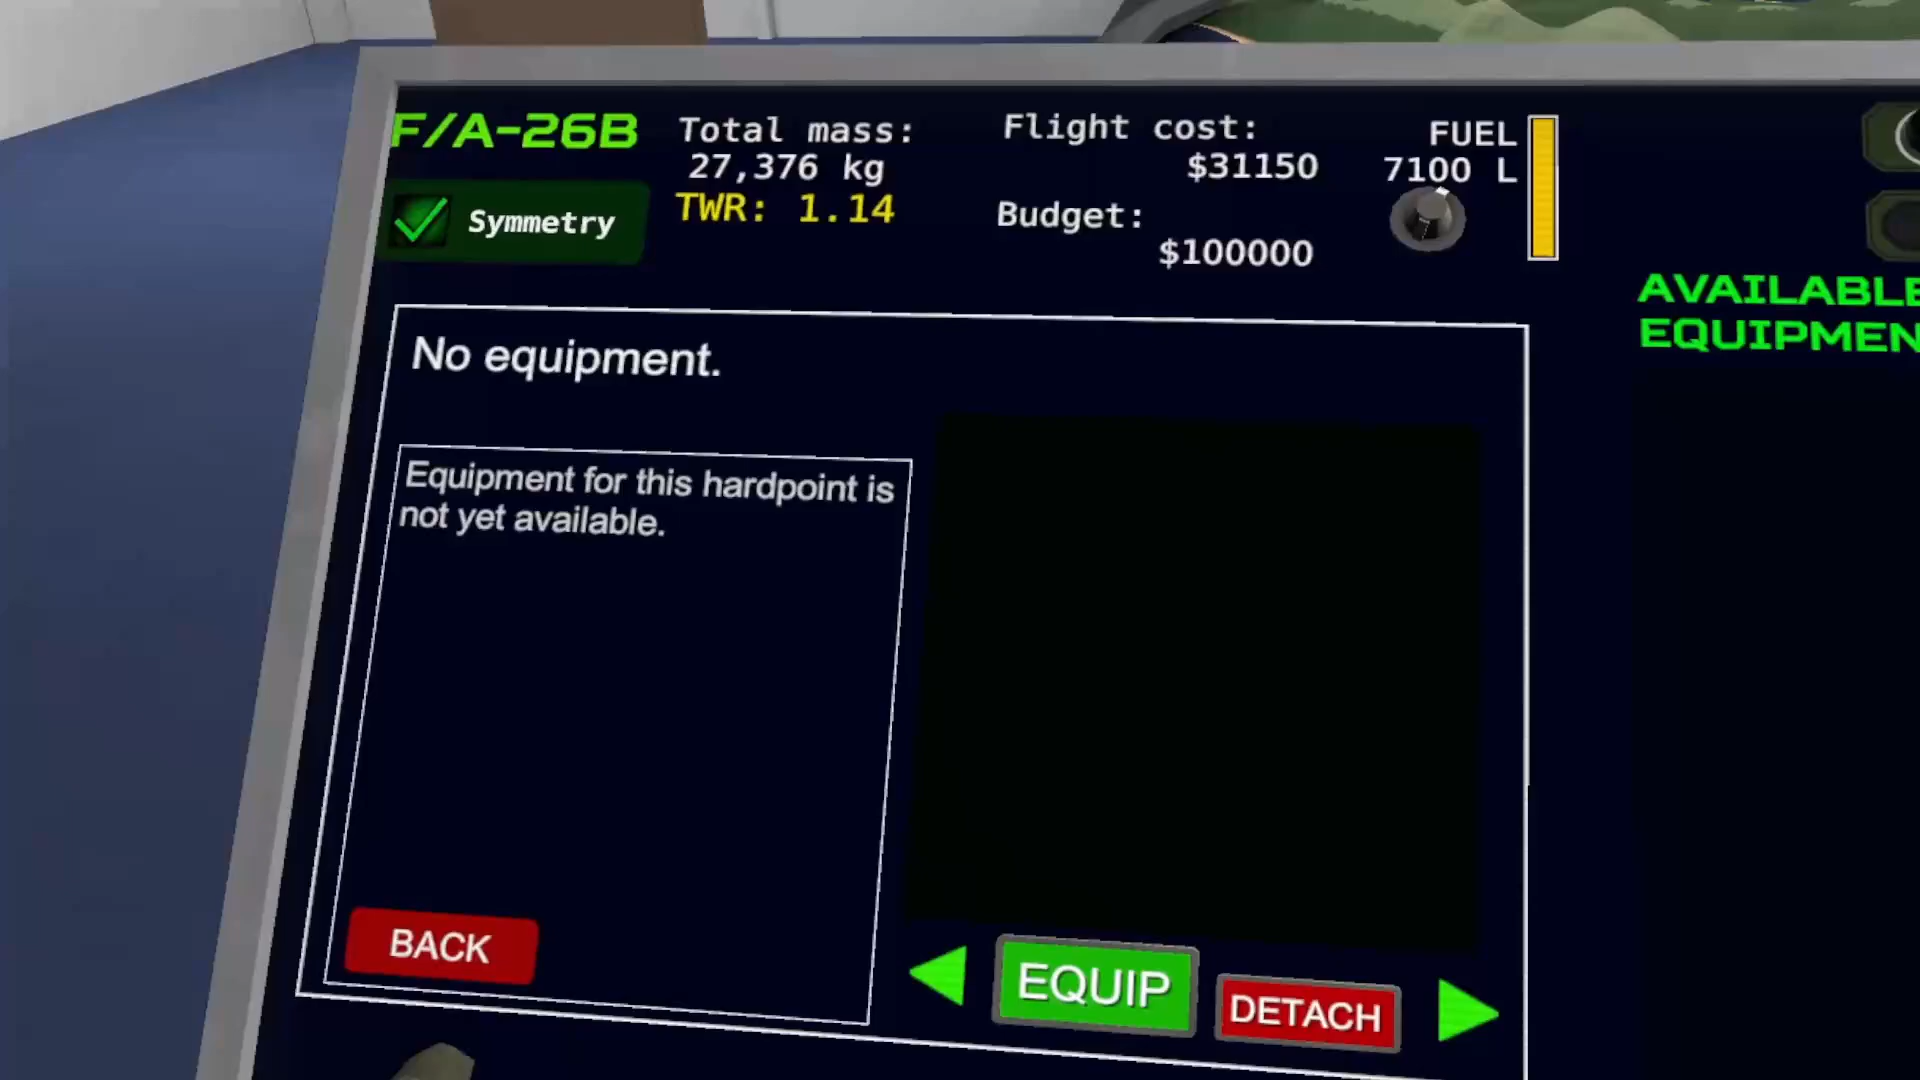 F/A-26B
Symmetry
Total mass:
27,376 kg
TWR: 1.14
Flight cost:
$31150
Budget:
$100000
FUEL
7100 L
AVAILABLE
No equipment.
Equipment for this hardpoint is
not yet available.
BACK
EQUIP
DETACH